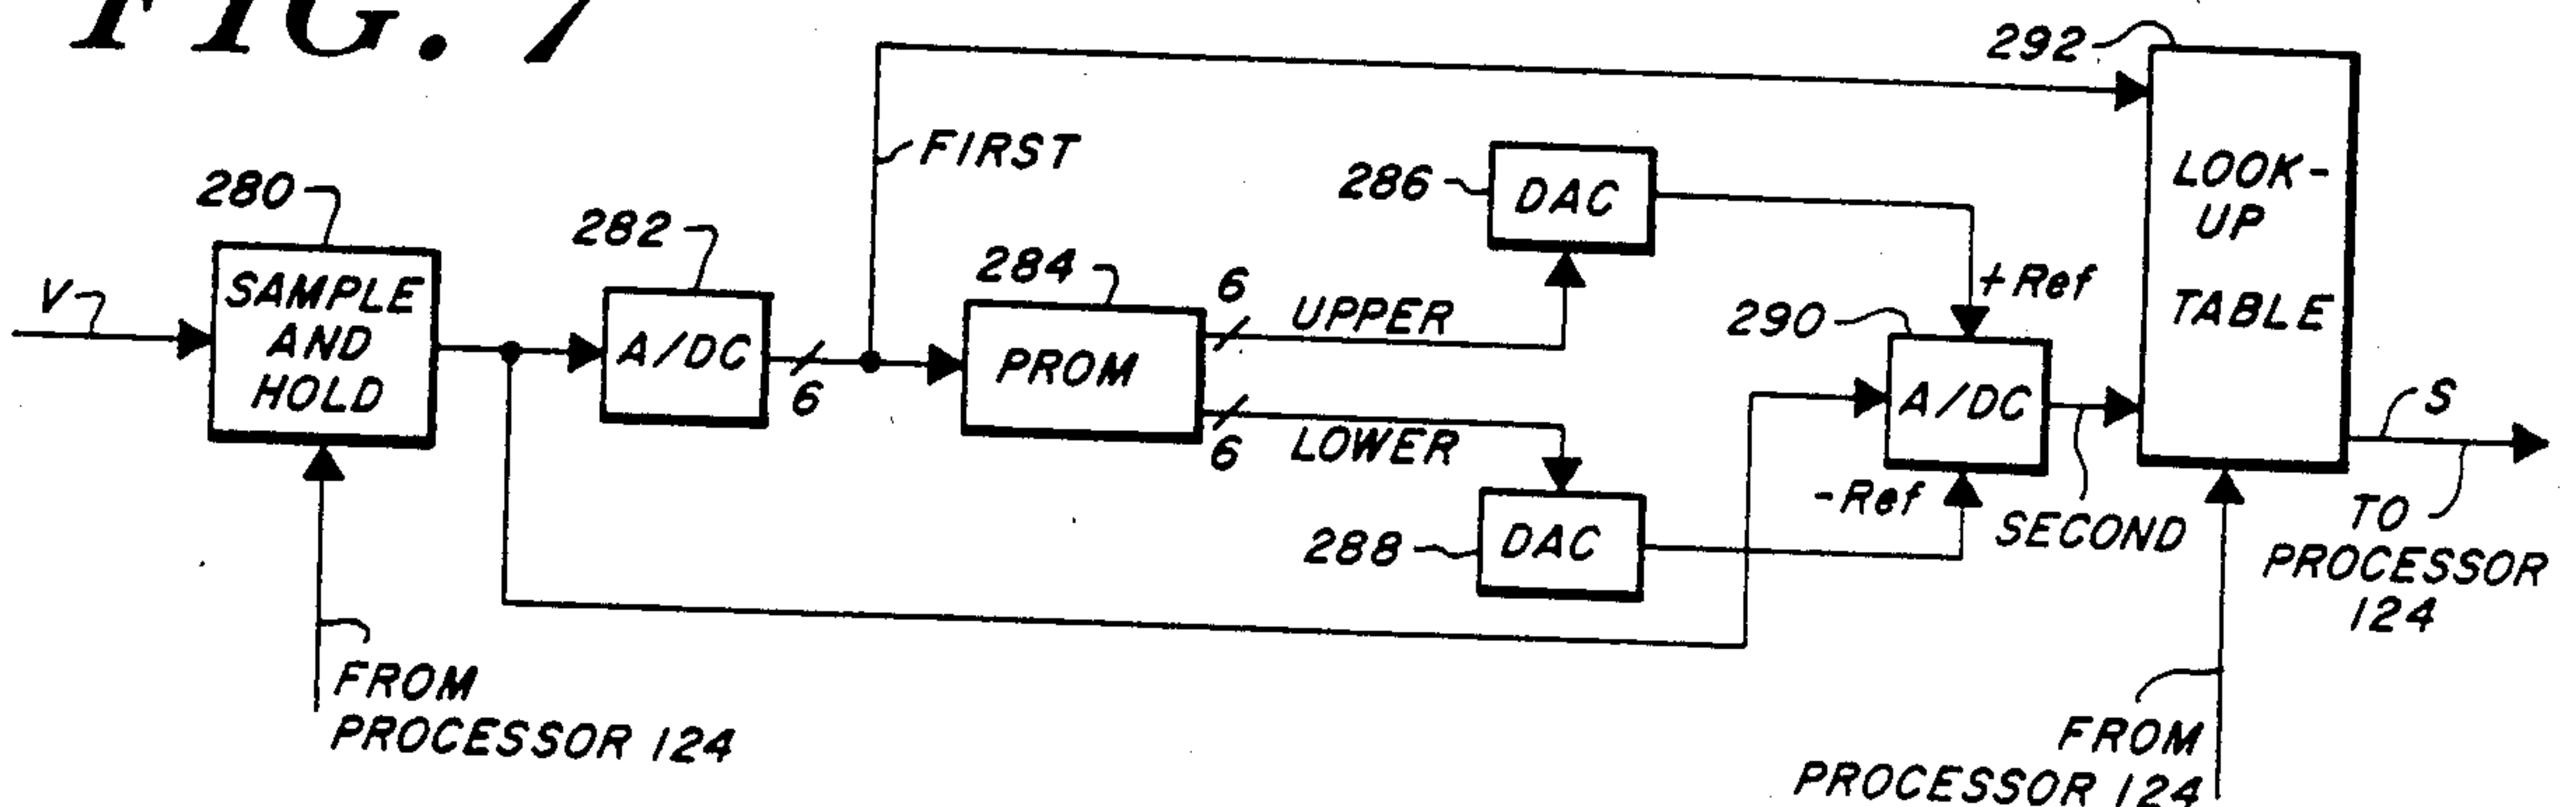 FIG. 7
292
LOOK-
UP
TABLE
FIRST
286
DAC
280
SAMPLE
AND
HOLD
V
282
A/DC
6
284
PROM
6
UPPER
6
LOWER
+Ref
290
A/DC
-Ref
SECOND
288
DAC
S
TO
PROCESSOR
124
FROM
PROCESSOR 124
FROM
PROCESSOR 124